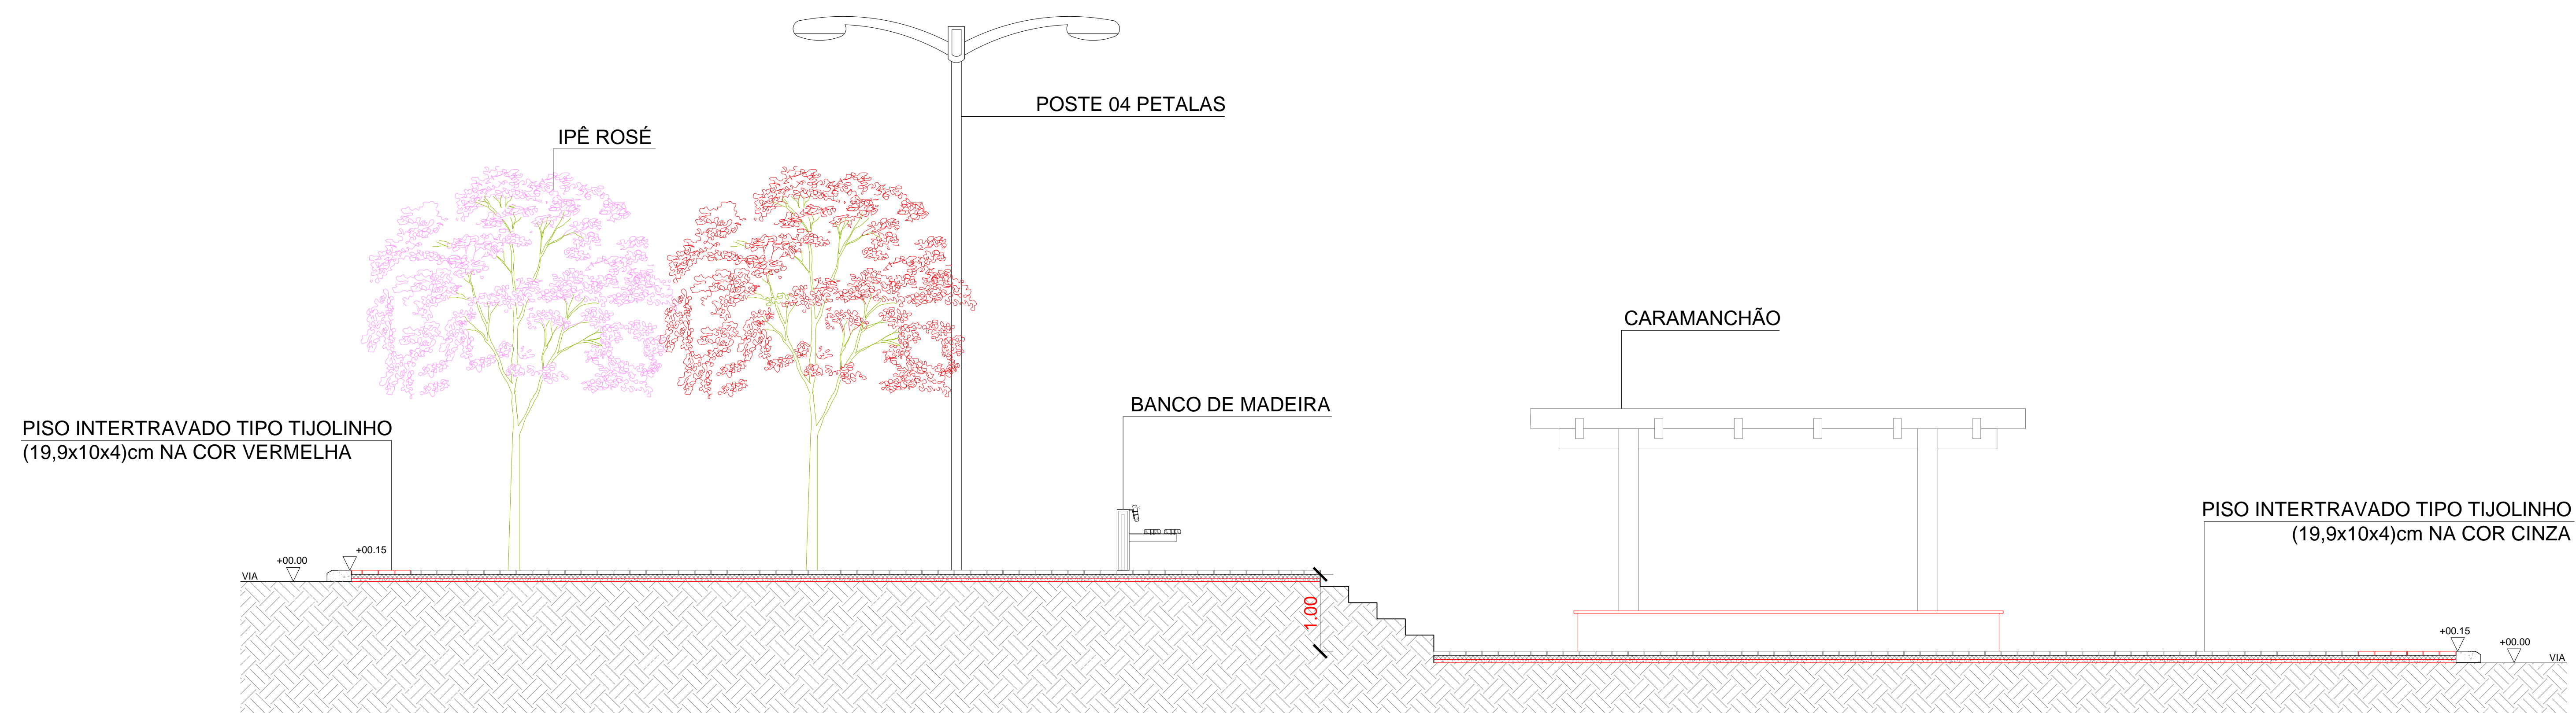 POSTE 04 PETALAS
IPÊ ROSÉ
CARAMANCHÃO
BANCO DE MADEIRA
PISO INTERTRAVADO TIPO TIJOLINHO
(19,9x10x4)cm NA COR VERMELHA
PISO INTERTRAVADO TIPO TIJOLINHO
(19,9x10x4)cm NA COR CINZA
VIA
+00.00
+00.15
1.00
+00.15
+00.00
VIA